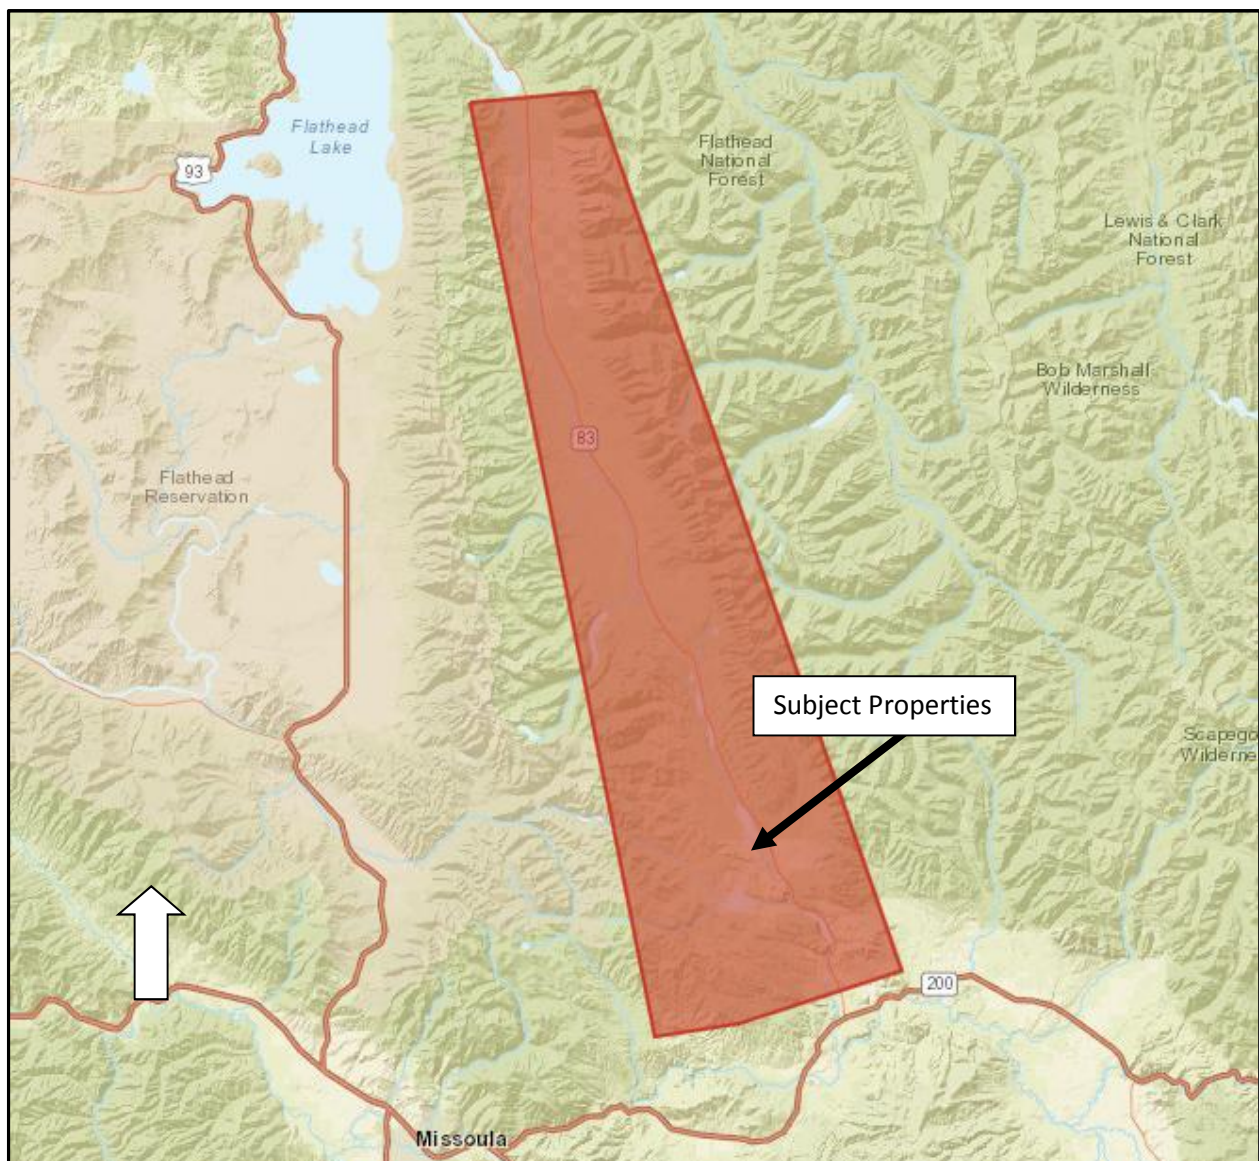 Flathead
Lake
93
Flathead
National
Forest
Lewis & Clark
National
Forest
Bob Marshall
Wilderness
83
Flathead
Reservation
Subject Properties
Scapego
Wilderne
200
Missoula